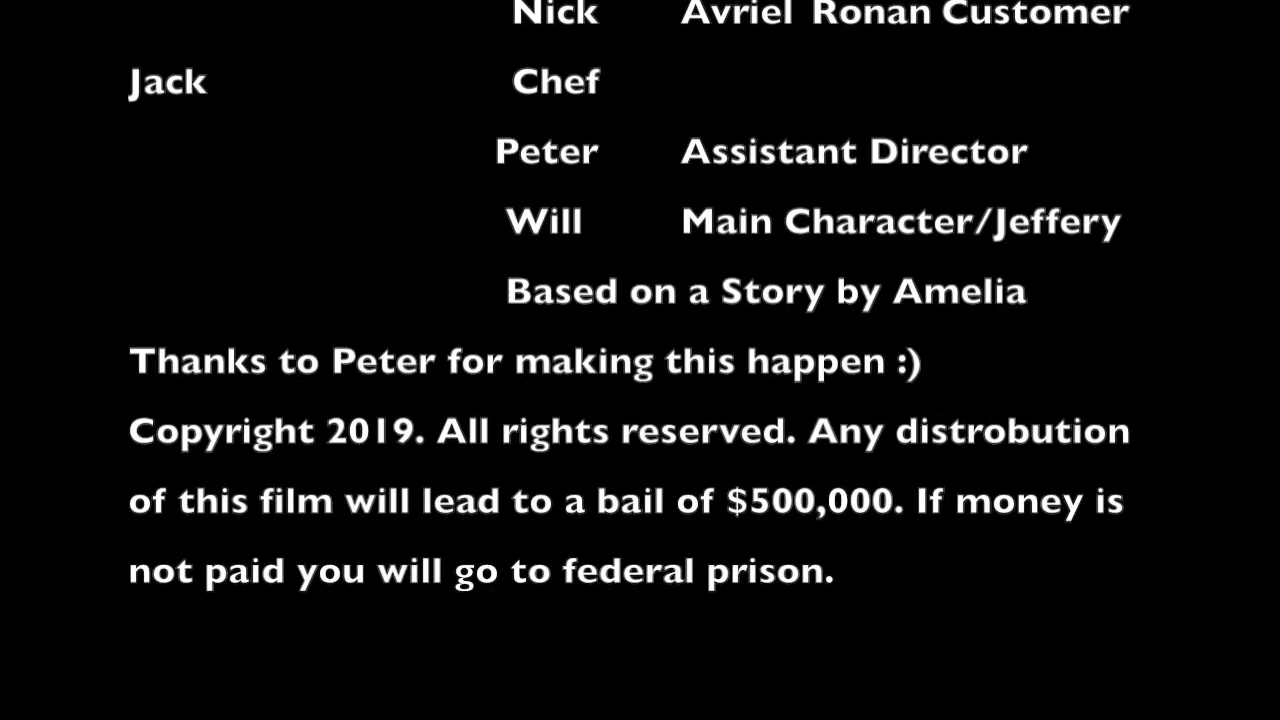 Nick Avriel Ronan Customer
Jack Chef
Peter Assistant Director
Will Main Character/Jeffery
Based on a Story by Amelia
Thanks to Peter for making this happen :)
Copyright 2019. All rights reserved. Any distrobution
of this film will lead to a bail of $500,000. If money is
not paid you will go to federal prison.